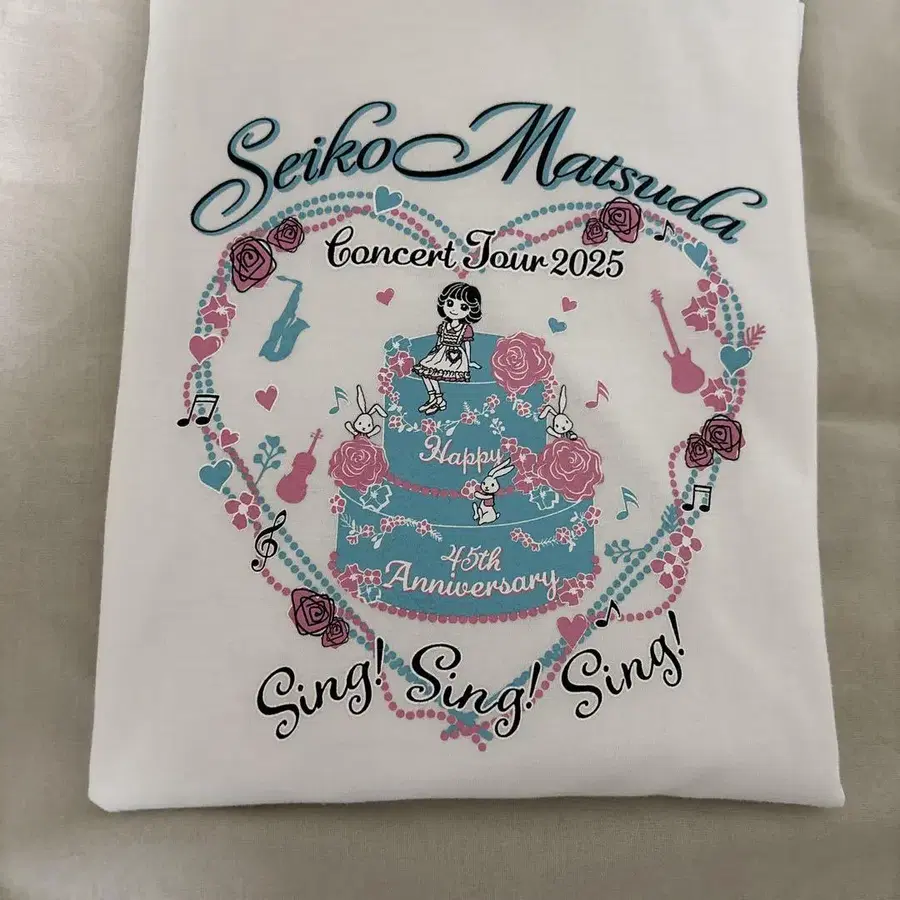 Seiko Matsuda
Concert Tour 2025
Happy
45th
Anniversary
Sing! Sing! Sing!